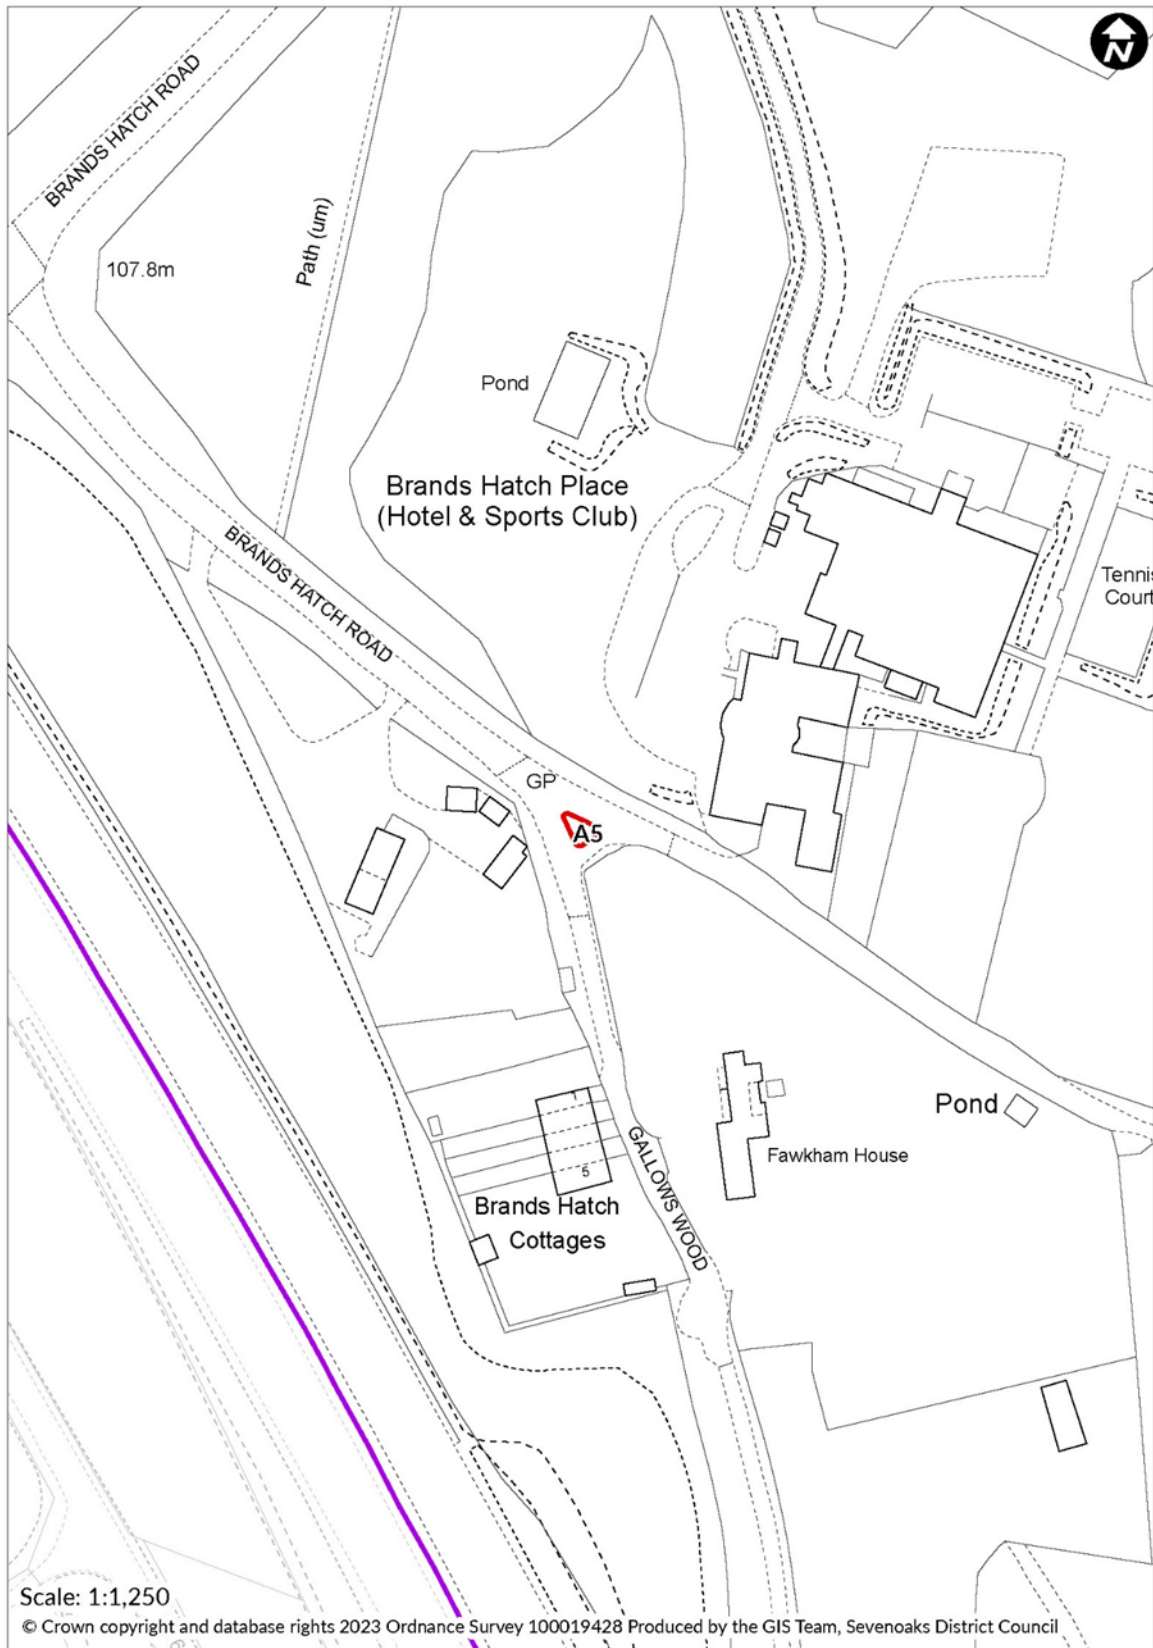 N
BRANDS HATCH ROAD
Path (um)
107.8m
Pond
Brands Hatch Place
(Hotel & Sports Club)
BRANDS HATCH ROAD
Tennis
Court
GP
A5
Pond
Fawkham House
GALLOWS WOOD
1
5
Brands Hatch
Cottages
Scale: 1:1,250
© Crown copyright and database rights 2023 Ordnance Survey 100019428 Produced by the GIS Team, Sevenoaks District Council